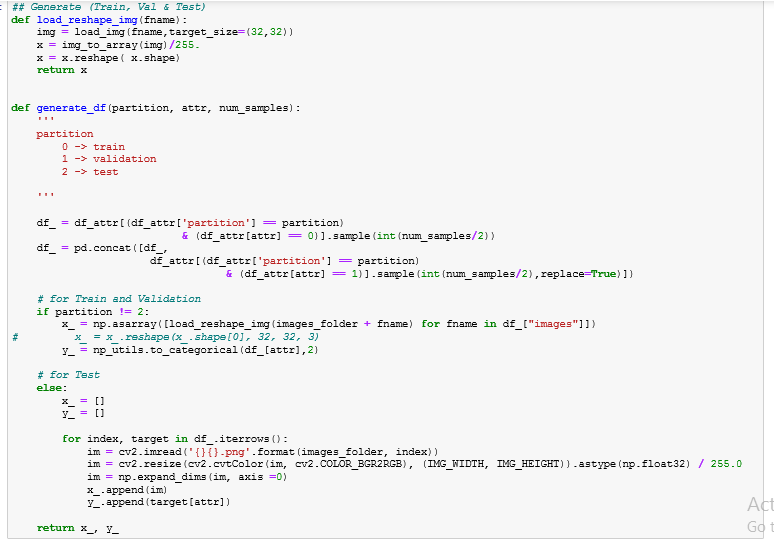 ## Generate (Train, Val & Test)
def load_reshape_img(fname):
    img = load_img(fname,target_size=(32,32))
    x = img_to_array(img)/255.
    x = x.reshape( x.shape)
    return x
def generate_df(partition, attr, num_samples):
    '''
    partition
        0 -> train
        1 -> validation
        2 -> test
    '''
    df_ = df_attr[(df_attr['partition'] == partition)
                           & (df_attr[attr] == 0)].sample(int(num_samples/2))
    df_ = pd.concat([df_,
                      df_attr[(df_attr['partition'] == partition)
                                  & (df_attr[attr] == 1)].sample(int(num_samples/2),replace=True)])
    # for Train and Validation
    if partition != 2:
        x_ = np.asarray([load_reshape_img(images_folder + fname) for fname in df_["images"]])
#         x_ = x_.reshape(x_.shape[0], 32, 32, 3)
        y_ = np_utils.to_categorical(df_[attr],2)
    # for Test
    else:
        x_ = []
        y_ = []
        for index, target in df_.iterrows():
            im = cv2.imread('{}{}.png'.format(images_folder, index))
            im = cv2.resize(cv2.cvtColor(im, cv2.COLOR_BGR2RGB), (IMG_WIDTH, IMG_HEIGHT)).astype(np.float32) / 255.0
            im = np.expand_dims(im, axis =0)
            x_.append(im)
            y_.append(target[attr])
    return x_, y_
Act
Go t